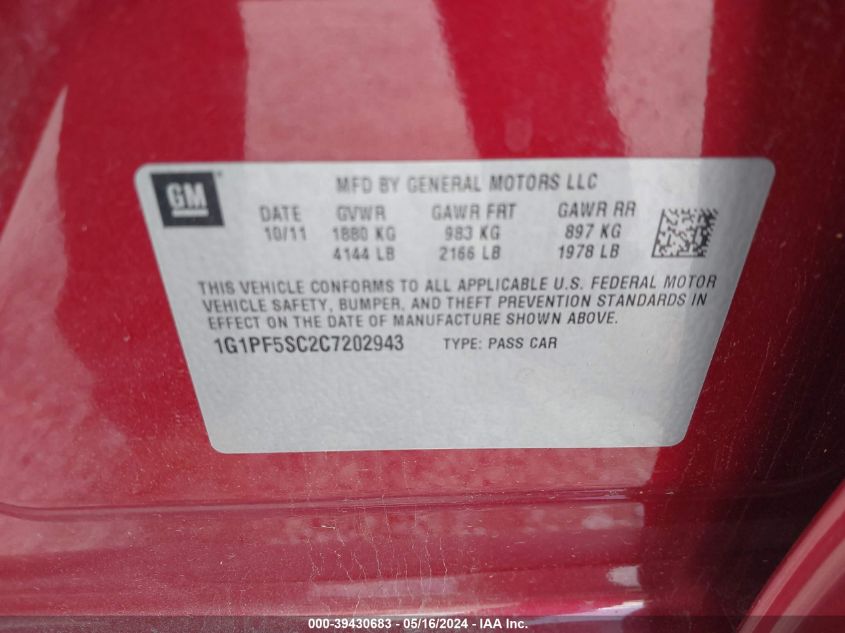 GM
MFD BY GENERAL MOTORS LLC
DATE GVWR GAWR FRT GAWR RR
10/11 1880 KG 983 KG 897 KG
4144 LB 2166 LB 1978 LB
THIS VEHICLE CONFORMS TO ALL APPLICABLE U.S. FEDERAL MOTOR
VEHICLE SAFETY, BUMPER, AND THEFT PREVENTION STANDARDS IN
EFFECT ON THE DATE OF MANUFACTURE SHOWN ABOVE.
1G1PF5SC2C7202943 TYPE: PASS CAR
000-39430683 / 05/16/2024 - © IAA Inc.